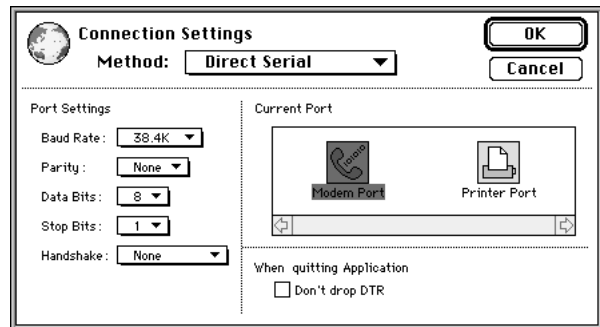 Connection Settings
Method: Direct Serial
OK
Cancel
Port Settings
Baud Rate: 38.4K
Parity: None
Data Bits: 8
Stop Bits: 1
Handshake: None
Current Port
Modem Port
Printer Port
When quitting Application
Don't drop DTR